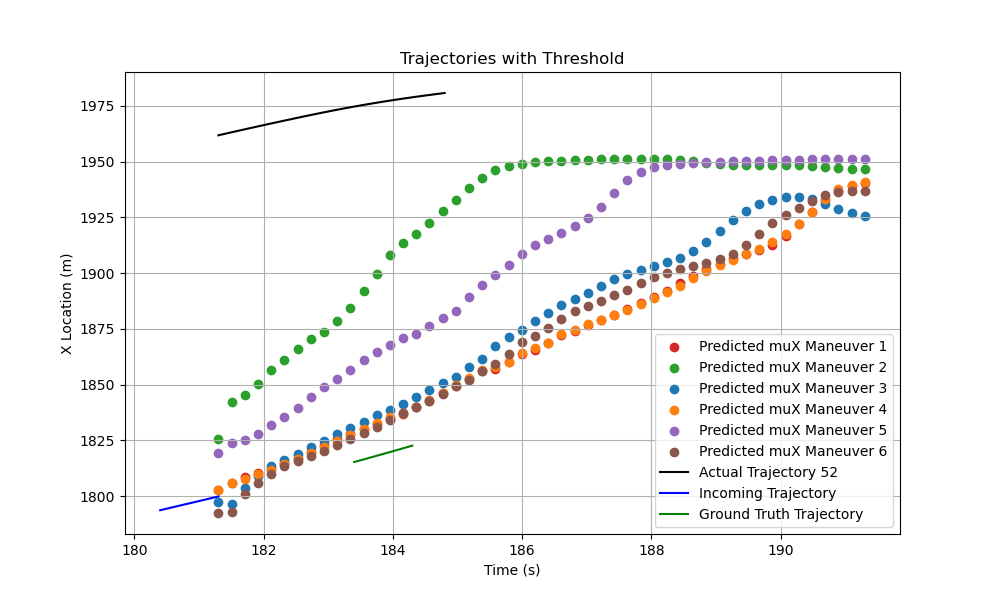 Trajectories with Threshold
X Location (m)
1975
1950
1925
1900
1875
1850
1825
1800
180
182
184
186
188
190
Time (s)
Predicted muX Maneuver 1
Predicted muX Maneuver 2
Predicted muX Maneuver 3
Predicted muX Maneuver 4
Predicted muX Maneuver 5
Predicted muX Maneuver 6
Actual Trajectory 52
Incoming Trajectory
Ground Truth Trajectory